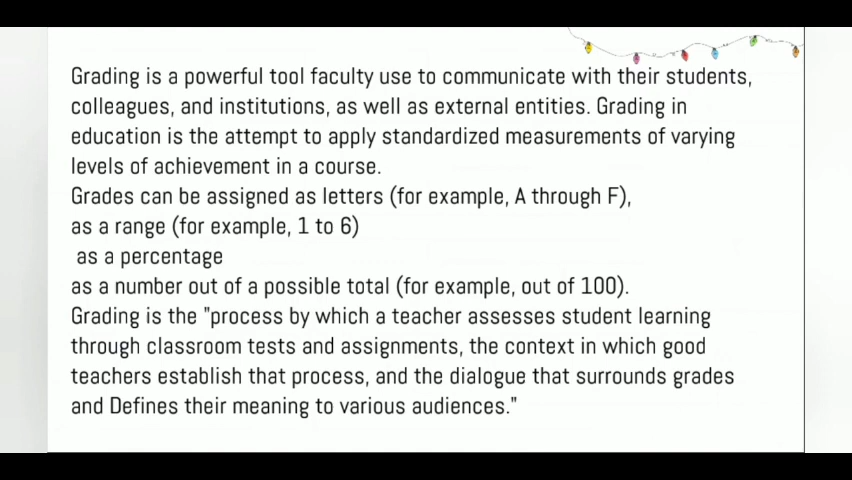 Grading is a powerful tool faculty use to communicate with their students,
colleagues, and institutions, as well as external entities. Grading in
education is the attempt to apply standardized measurements of varying
levels of achievement in a course.
Grades can be assigned as letters (for example, A through F),
as a range (for example, 1 to 6)
as a percentage
as a number out of a possible total (for example, out of 100).
Grading is the "process by which a teacher assesses student learning
through classroom tests and assignments, the context in which good
teachers establish that process, and the dialogue that surrounds grades
and Defines their meaning to various audiences."